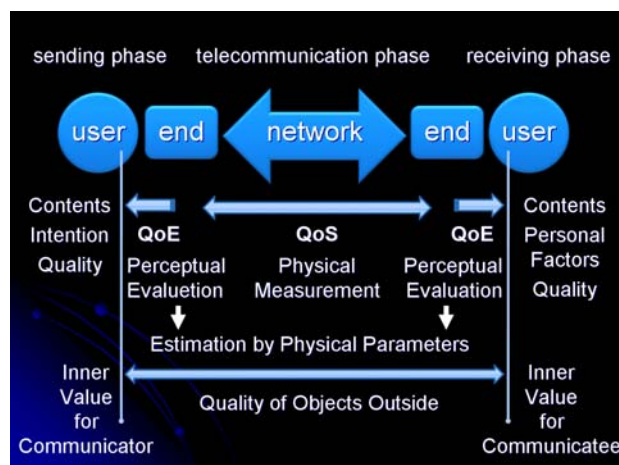 sending phase telecommunication phase receiving phase
user end network end user
Contents Contents
Intention QoE QoS QoE Personal
Factors
Quality Perceptual Physical Perceptual Quality
Evaluetion Measurement Evaluation
Estimation by Physical Parameters
Inner Inner
Value Quality of Objects Outside Value
for for
Communicator Communicatee